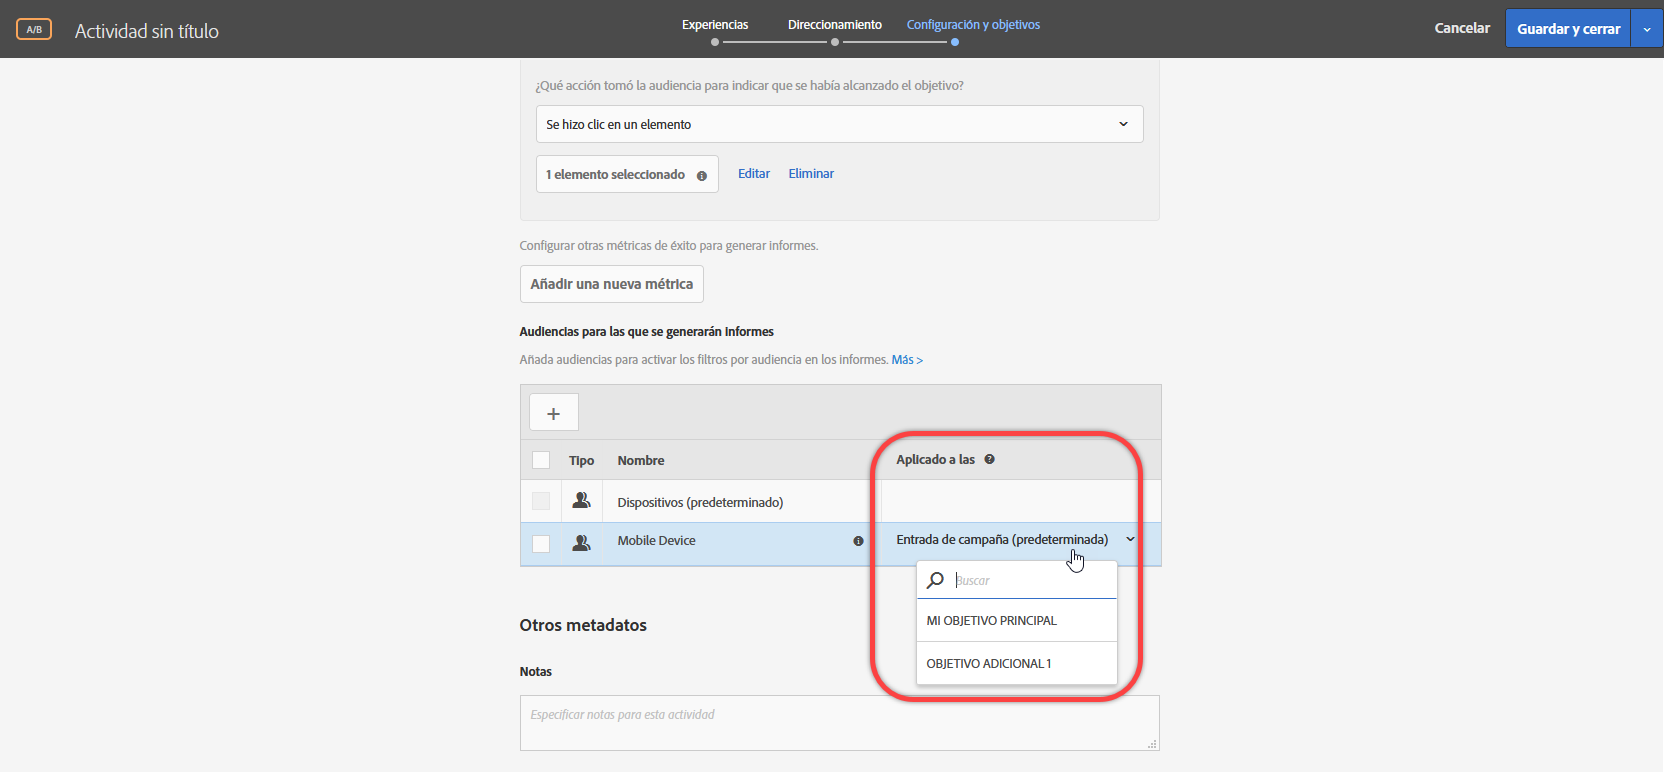 A/B
Actividad sin título
Experiencias
Direccionamiento
Configuración y objetivos
Cancelar
Guardar y cerrar
¿Qué acción tomó la audiencia para indicar que se había alcanzado el objetivo?
Se hizo clic en un elemento
1 elemento seleccionado
Editar
Eliminar
Configurar otras métricas de éxito para generar informes.
Añadir una nueva métrica
Audiencias para las que se generarán informes
Añada audiencias para activar los filtros por audiencia en los informes. Más >
+
Tipo
Nombre
Aplicado a las
Dispositivos (predeterminado)
Mobile Device
Entrada de campaña (predeterminada)
Buscar
MI OBJETIVO PRINCIPAL
OBJETIVO ADICIONAL 1
Otros metadatos
Notas
Especificar notas para esta actividad